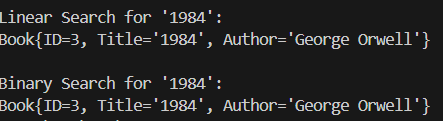 Linear Search for '1984':
Book{ID=3, Title='1984', Author='George Orwell'}
Binary Search for '1984':
Book{ID=3, Title='1984', Author='George Orwell'}